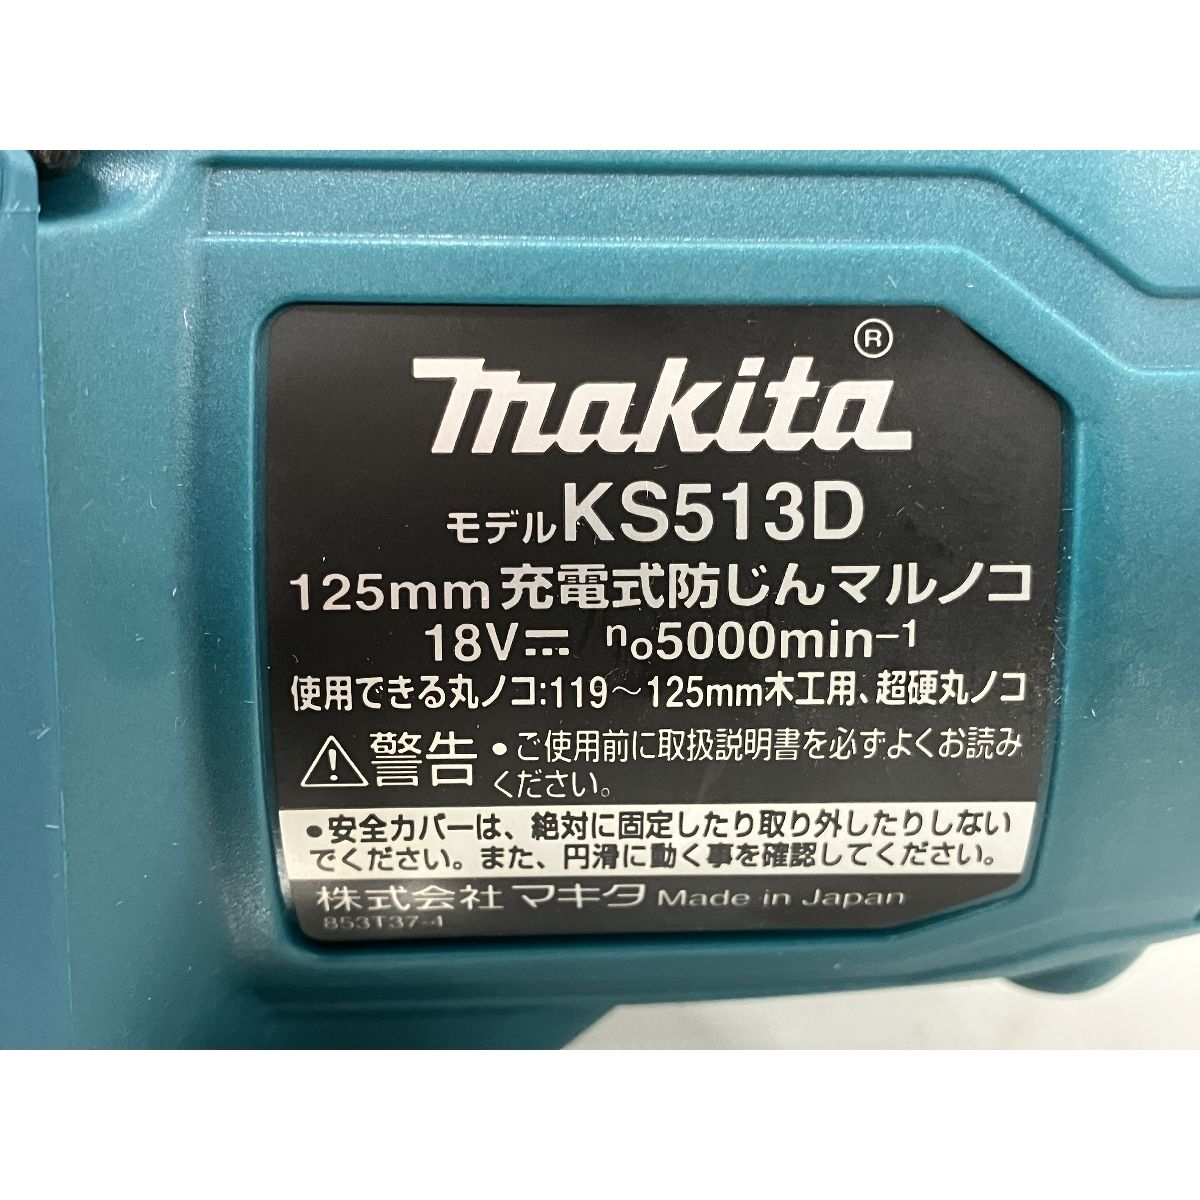 makita®
モデルKS513D
125mm充電式防じんマルノコ
18V⎓ n₀5000min⁻¹
使用できる丸ノコ:119～125mm木工用、超硬丸ノコ
⚠警告 •ご使用前に取扱説明書を必ずよくお読み
ください。
•安全カバーは、絶対に固定したり取り外したりしない
でください。また、円滑に動く事を確認してください。
株式会社マキタ Made in Japan
853T37-4